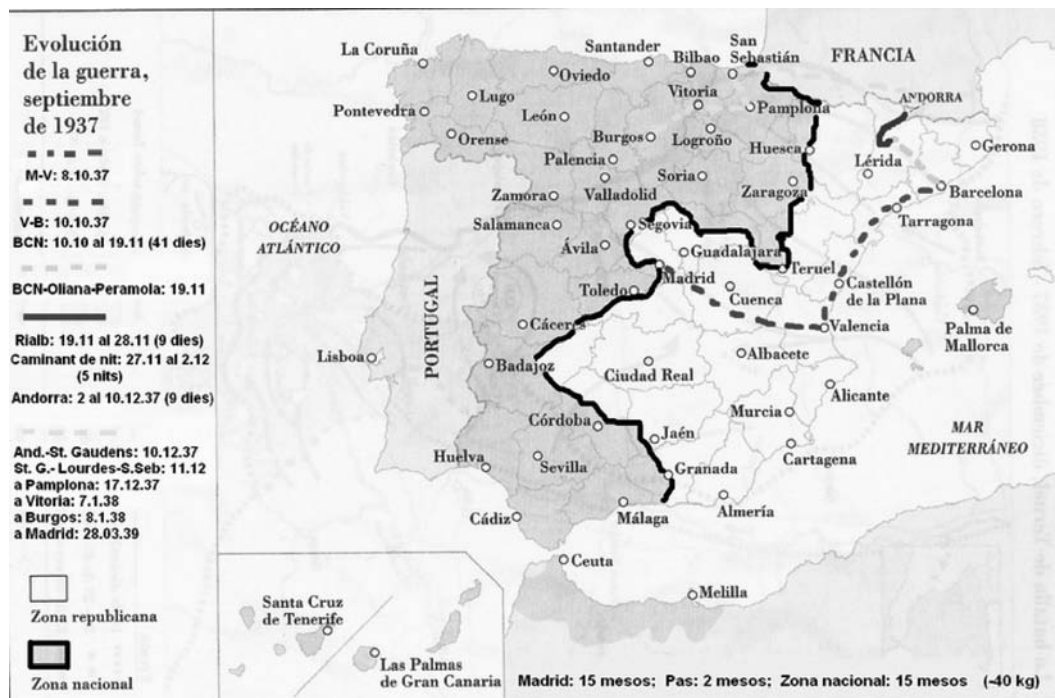 Evolución
de la guerra,
septiembre
de 1937
M-V: 8.10.37
V-B: 10.10.37
BCN: 10.10 al 19.11 (41 dies)
BCN-Oliana-Peramola: 19.11
Rialb: 19.11 al 28.11 (9 dies)
Caminant de nit: 27.11 al 2.12
(5 nits)
Andorra: 2 al 10.12.37 (9 dies)
And.-St. Gaudens: 10.12.37
St. G.- Lourdes-S.Seb: 11.12
a Pamplona: 17.12.37
a Vitoria: 7.1.38
a Burgos: 8.1.38
a Madrid: 28.03.39
Zona republicana
Zona nacional
La Coruña
Santander
Bilbao
San
Sebastián
FRANCIA
Oviedo
Vitoria
Lugo
Pamplona
ANDORRA
Pontevedra
León
Orense
Burgos
Logroño
Huesca
Lérida
Gerona
Palencia
Soria
Zaragoza
Barcelona
Zamora
Valladolid
Tarragona
OCÉANO
ATLÁNTICO
Salamanca
Segovia
Ávila
Guadalajara
Madrid
Teruel
Toledo
Cuenca
Castellón
de la Plana
PORTUGAL
Cáceres
Valencia
Palma de
Mallorca
Lisboa
Badajoz
Ciudad Real
Albacete
Alicante
Córdoba
Murcia
MAR
MEDITERRÁNEO
Jaén
Huelva
Sevilla
Cartagena
Granada
Cádiz
Málaga
Almería
Ceuta
Melilla
Santa Cruz
de Tenerife
Las Palmas
de Gran Canaria
Madrid: 15 mesos; Pas: 2 mesos; Zona nacional: 15 mesos (-40 kg)